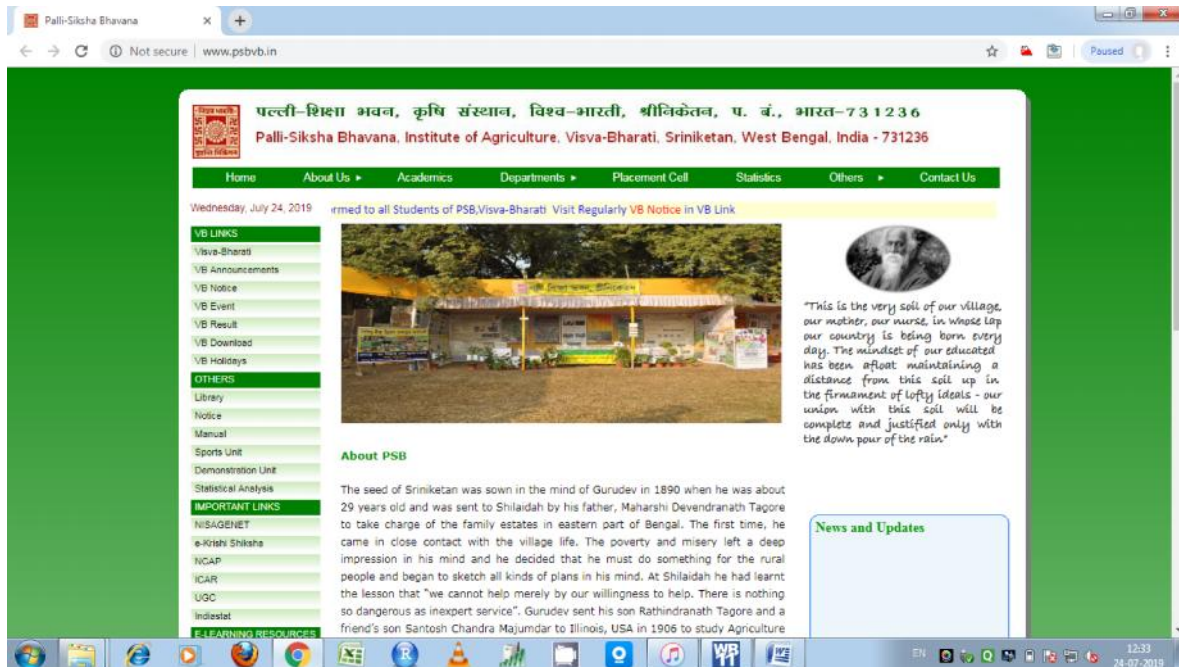 Palli-Siksha Bhavana
Not secure | www.psbvb.in
Paused
पल्ली-शिक्षा भवन, कृषि संस्थान, विश्व-भारती, श्रीनिकेतन, प. बं., भारत-731236
Palli-Siksha Bhavana, Institute of Agriculture, Visva-Bharati, Sriniketan, West Bengal, India - 731236
Home About Us Academics Departments Placement Cell Statistics Others Contact Us
Wednesday, July 24, 2019
ormed to all Students of PSB,Visva-Bharati Visit Regularly VB Notice in VB Link
VB LINKS
Visva-Bharati
VB Announcements
VB Notice
VB Event
VB Result
VB Download
VB Holidays
OTHERS
Library
Notice
Manual
Sports Unit
Demonstration Unit
Statistical Analysis
IMPORTANT LINKS
NISAGENET
e-Krishi Shiksha
NCAP
ICAR
UGC
Indiestat
E-LEARNING RESOURCES
About PSB
The seed of Sriniketan was sown in the mind of Gurudev in 1890 when he was about
29 years old and was sent to Shilaidah by his father, Maharshi Devendranath Tagore
to take charge of the family estates in eastern part of Bengal. The first time, he
came in close contact with the village life. The poverty and misery left a deep
impression in his mind and he decided that he must do something for the rural
people and began to sketch all kinds of plans in his mind. At Shilaidah he had learnt
the lesson that "we cannot help merely by our willingness to help. There is nothing
so dangerous as inexpert service". Gurudev sent his son Rathindranath Tagore and a
friend's son Santosh Chandra Majumdar to Illinois, USA in 1906 to study Agriculture
"This is the very soil of our village,
our mother, our nurse, in whose lap
our country is being born every
day. The mindset of our educated
has been afloat maintaining a
distance from this soil up in
the firmament of lofty ideals - our
union with this soil will be
complete and justified only with
the down pour of the rain"
News and Updates
EN
12:33
24-07-2019